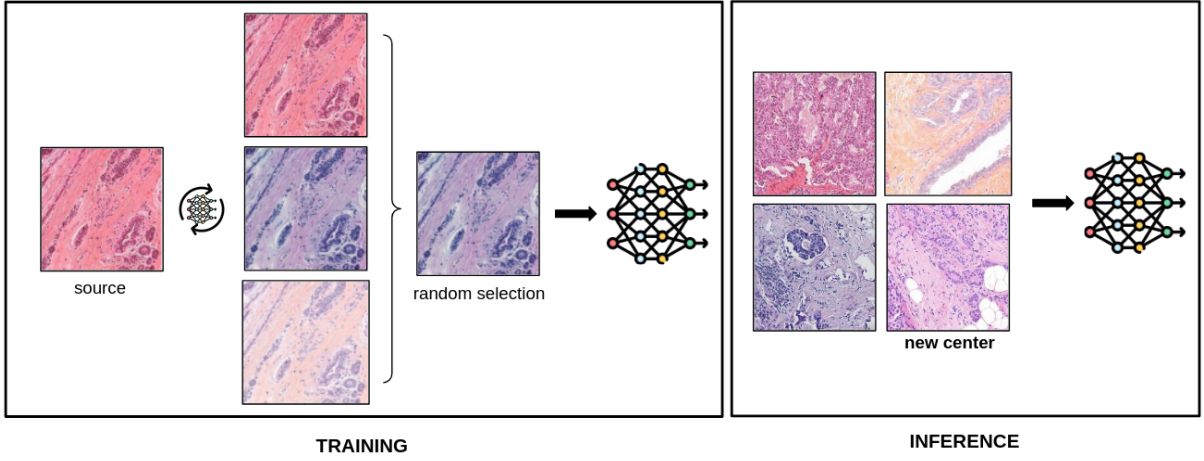 source
random selection
new center
TRAINING
INFERENCE